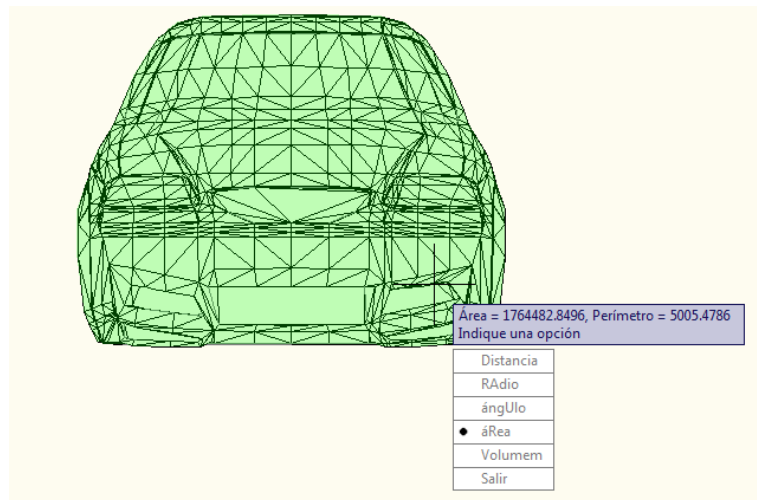 Área = 1764482.8496, Perímetro = 5005.4786
Indique una opción
Distancia
RAdio
ángUlo
áRea
Volumem
Salir